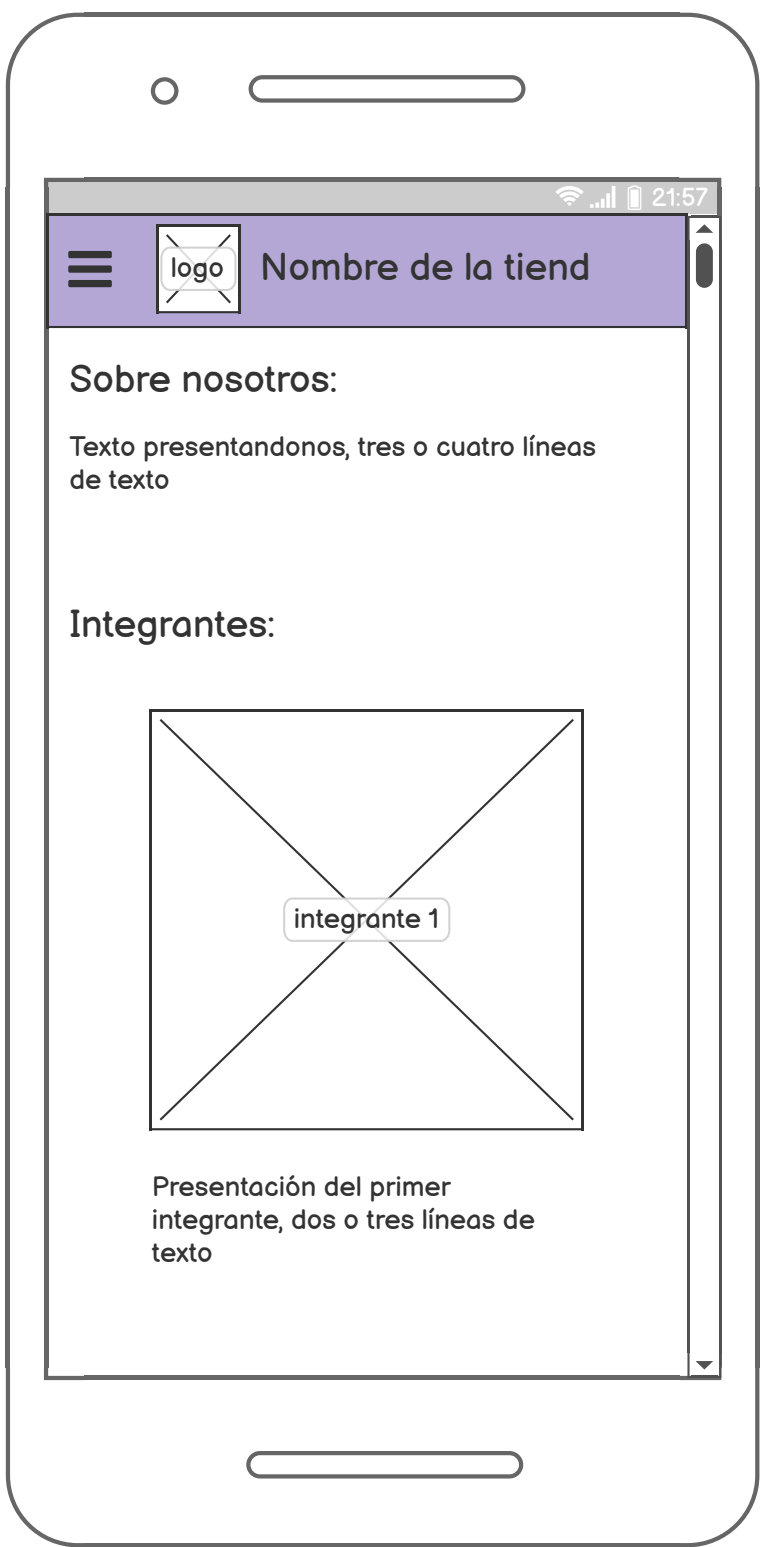 21:57
logo
Nombre de la tiend
Sobre nosotros:
Texto presentandonos, tres o cuatro líneas
de texto
Integrantes:
integrante 1
Presentación del primer
integrante, dos o tres líneas de
texto